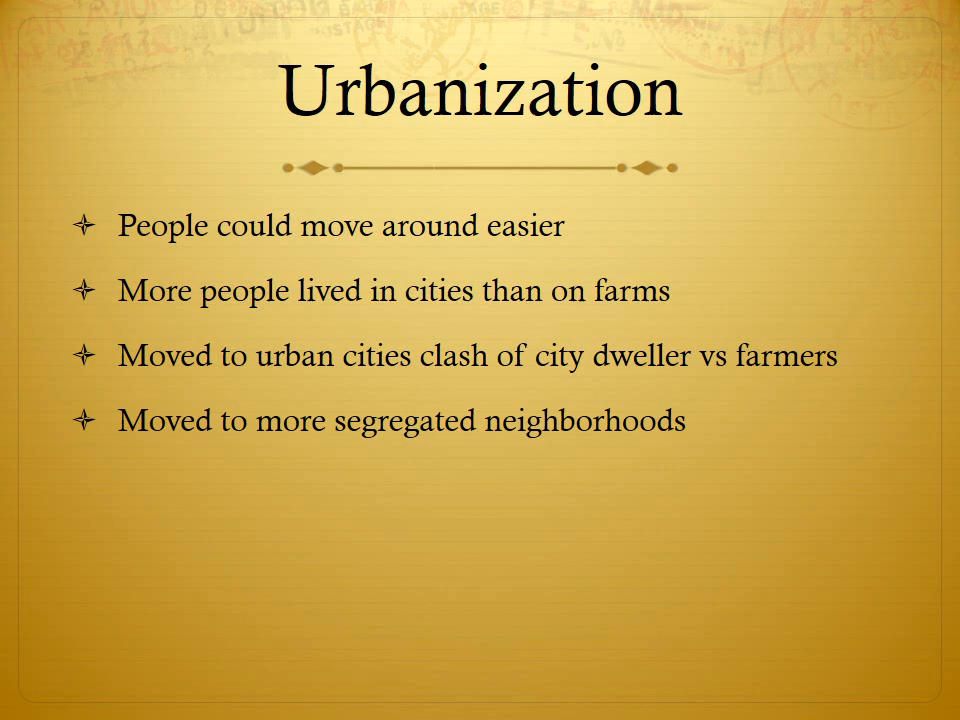 Urbanization
People could move around easier
More people lived in cities than on farms
Moved to urban cities clash of city dweller vs farmers
Moved to more segregated neighborhoods